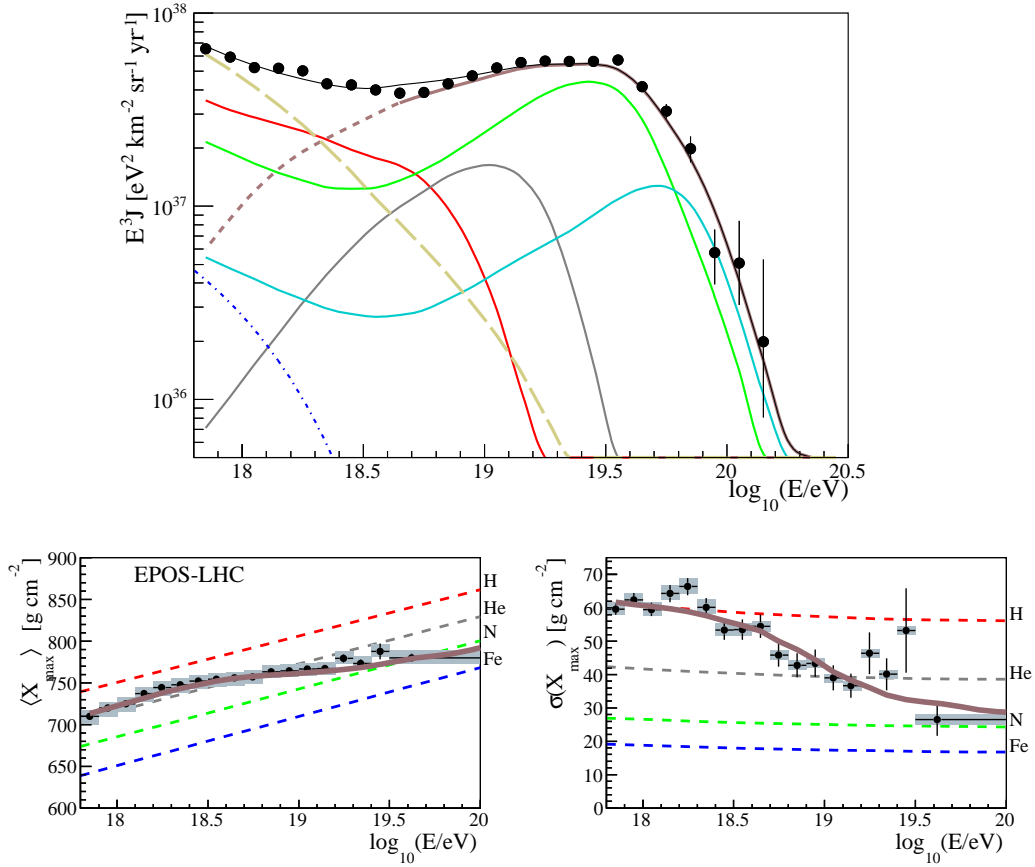 10^38
10^37
10^36
E^3J [eV^2 km^-2 sr^-1 yr^-1]
18 18.5 19 19.5 20 20.5
log_10(E/eV)
900
850
800
750
700
650
600
⟨X_max⟩ [g cm^-2]
EPOS-LHC
H
He
N
Fe
18 18.5 19 19.5 20
log_10(E/eV)
70
60
50
40
30
20
10
0
σ(X_max) [g cm^-2]
H
He
N
Fe
18 18.5 19 19.5 20
log_10(E/eV)